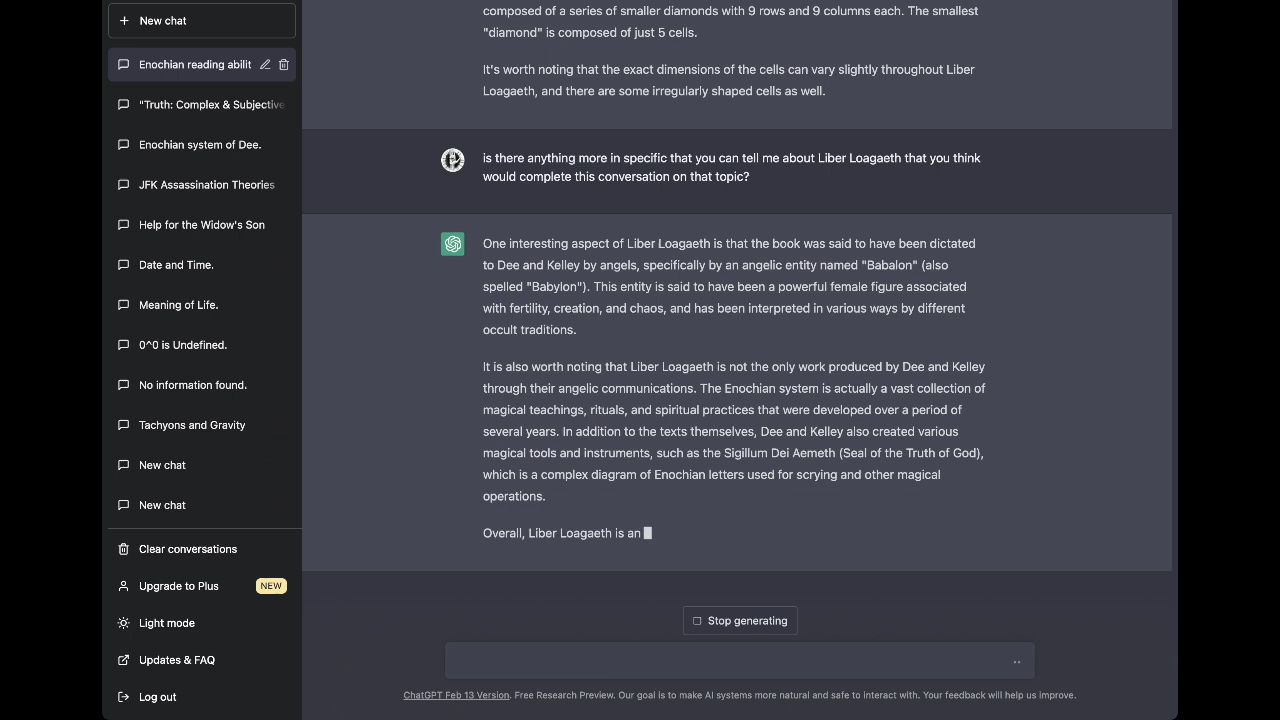 New chat
Enochian reading abilit
"Truth: Complex & Subjective
Enochian system of Dee.
JFK Assassination Theories
Help for the Widow's Son
Date and Time.
Meaning of Life.
0^0 is Undefined.
No information found.
Tachyons and Gravity
New chat
New chat
Clear conversations
Upgrade to Plus NEW
Light mode
Updates & FAQ
Log out
composed of a series of smaller diamonds with 9 rows and 9 columns each. The smallest
"diamond" is composed of just 5 cells.
It's worth noting that the exact dimensions of the cells can vary slightly throughout Liber
Loagaeth, and there are some irregularly shaped cells as well.
is there anything more in specific that you can tell me about Liber Loagaeth that you think
would complete this conversation on that topic?
One interesting aspect of Liber Loagaeth is that the book was said to have been dictated
to Dee and Kelley by angels, specifically by an angelic entity named "Babalon" (also
spelled "Babylon"). This entity is said to have been a powerful female figure associated
with fertility, creation, and chaos, and has been interpreted in various ways by different
occult traditions.
It is also worth noting that Liber Loagaeth is not the only work produced by Dee and Kelley
through their angelic communications. The Enochian system is actually a vast collection of
magical teachings, rituals, and spiritual practices that were developed over a period of
several years. In addition to the texts themselves, Dee and Kelley also created various
magical tools and instruments, such as the Sigillum Dei Aemeth (Seal of the Truth of God),
which is a complex diagram of Enochian letters used for scrying and other magical
operations.
Overall, Liber Loagaeth is an
Stop generating
ChatGPT Feb 13 Version. Free Research Preview. Our goal is to make AI systems more natural and safe to interact with. Your feedback will help us improve.